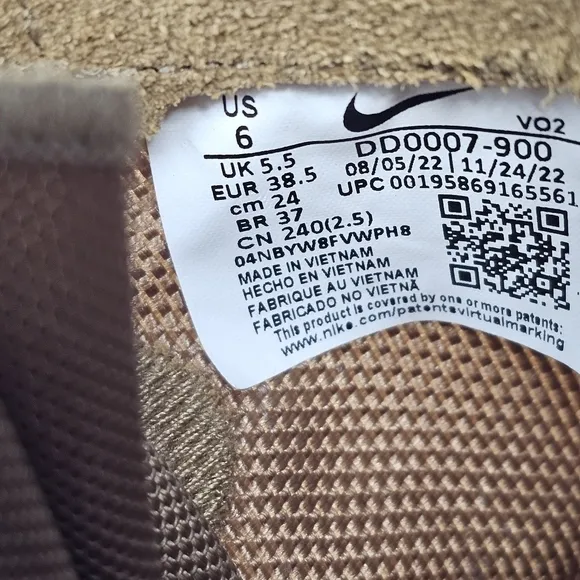 US
6
VO2
DD0007-900
UK 5.5
08/05/22 | 11/24/22
EUR 38.5
UPC 00195869165561
cm 24
BR 37
CN 240(2.5)
04NBYW8FVWPH8
MADE IN VIETNAM
HECHO EN VIETNAM
FABRIQUE AU VIETNAM
FABRICADO NO VIETNÃ
This product is covered by one or more patents:
www.nike.com/patentsvirtualmarking